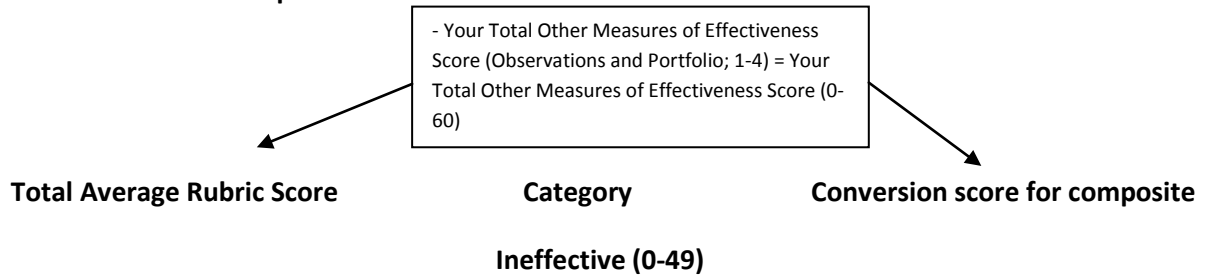 - Your Total Other Measures of Effectiveness
Score (Observations and Portfolio; 1-4) = Your
Total Other Measures of Effectiveness Score (0-
60)
Total Average Rubric Score Category Conversion score for composite
Ineffective (0-49)